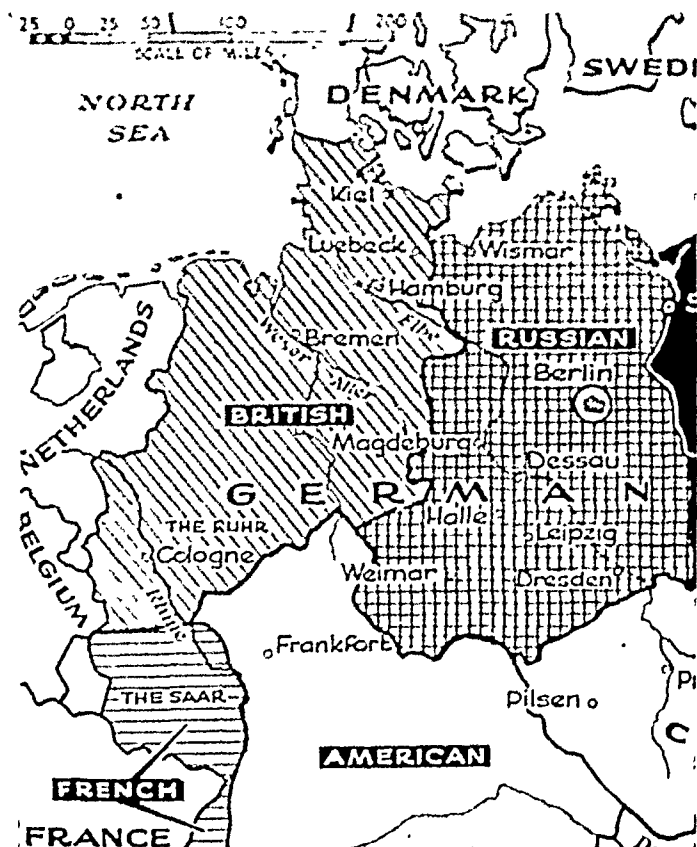 25 0 25 50 100 200
SCALE OF MILES
NORTH
SEA
DENMARK
SWEDI
Kiel
Luebeck
Wismar
Hamburg
Elbe
NETHERLANDS
Weser
Bremen
RUSSIAN
Berlin
Aller
BRITISH
Magdeburg
Dessau
G E R M A N
BELGIUM
THE RUHR
Halle
Leipzig
Cologne
Weimar
Dresden
Rhine
Frankfort
THE SAAR
Pilsen
P
C
AMERICAN
FRENCH
FRANCE